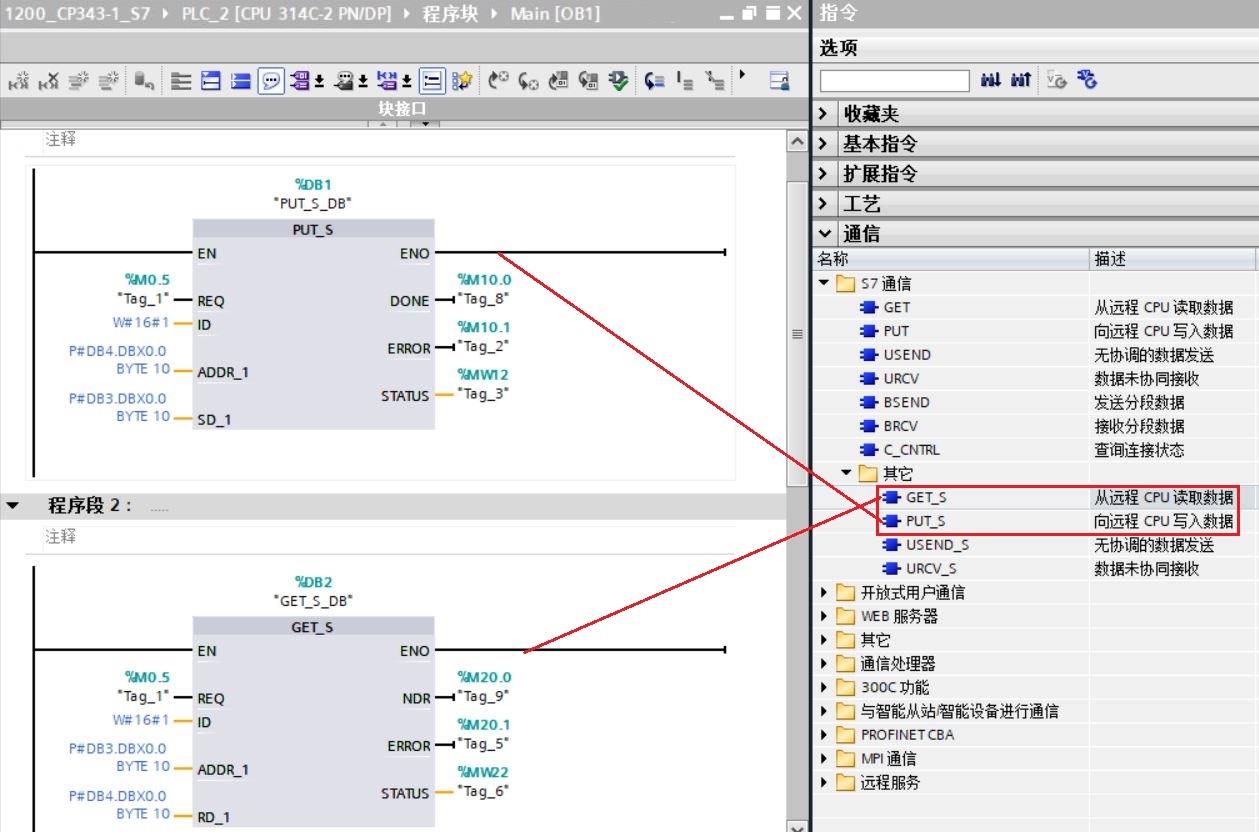 1200_CP343-1_S7 ▸ PLC_2 [CPU 314C-2 PN/DP] ▸ 程序块 ▸ Main [OB1]
块接口
注释
%DB1
"PUT_S_DB"
PUT_S
EN ENO
%M0.5 %M10.0
"Tag_1" REQ DONE "Tag_8"
W#16#1 ID
%M10.1
ERROR "Tag_2"
P#DB4.DBX0.0
BYTE 10 ADDR_1
%MW12
STATUS "Tag_3"
P#DB3.DBX0.0
BYTE 10 SD_1
程序段 2： .....
注释
%DB2
"GET_S_DB"
GET_S
EN ENO
%M0.5 %M20.0
"Tag_1" REQ NDR "Tag_9"
W#16#1 ID
%M20.1
ERROR "Tag_5"
P#DB3.DBX0.0
BYTE 10 ADDR_1
%MW22
STATUS "Tag_6"
P#DB4.DBX0.0
BYTE 10 RD_1
指令
选项
收藏夹
基本指令
扩展指令
工艺
通信
名称 描述
S7 通信
GET 从远程 CPU 读取数据
PUT 向远程 CPU 写入数据
USEND 无协调的数据发送
URCV 数据未协同接收
BSEND 发送分段数据
BRCV 接收分段数据
C_CNTRL 查询连接状态
其它
GET_S 从远程 CPU 读取数据
PUT_S 向远程 CPU 写入数据
USEND_S 无协调的数据发送
URCV_S 数据未协同接收
开放式用户通信
WEB 服务器
其它
通信处理器
300C 功能
与智能从站/智能设备进行通信
PROFINET CBA
MPI 通信
远程服务